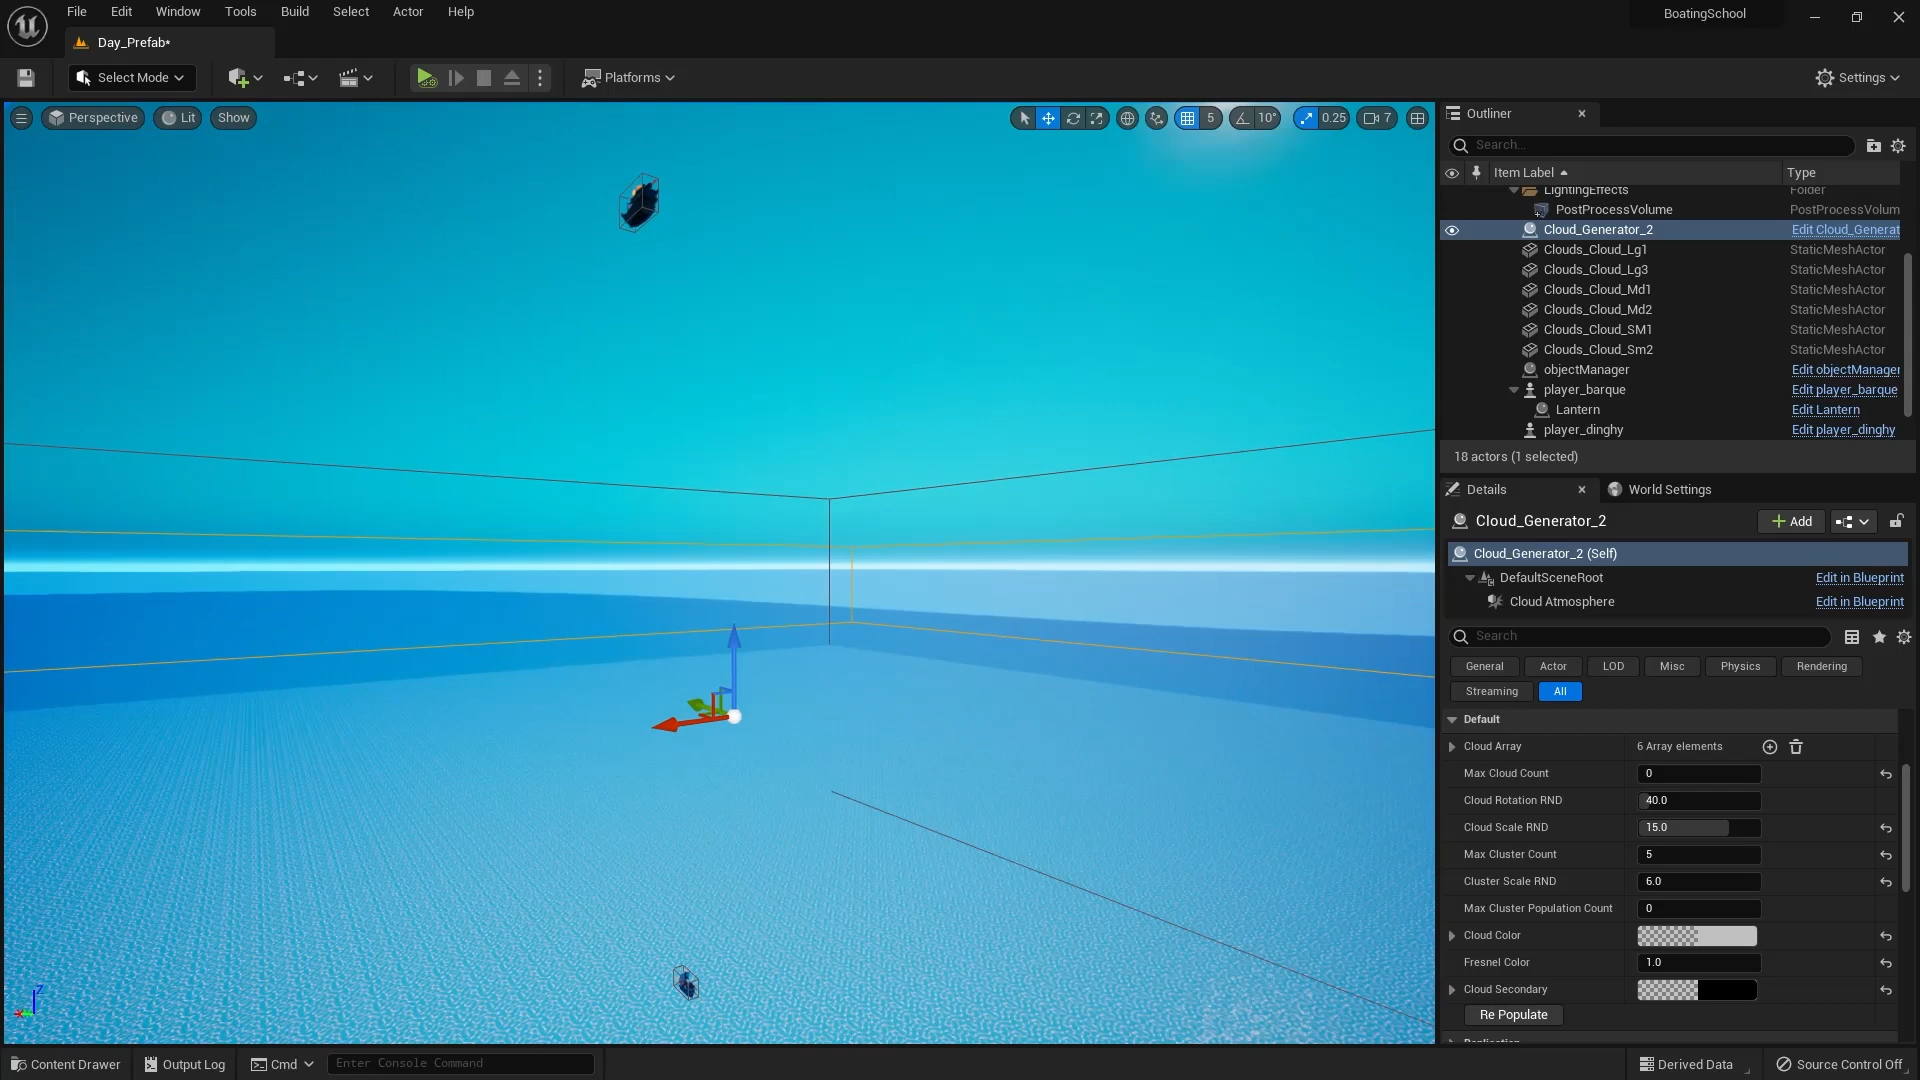 File Edit Window Tools Build Select Actor Help
BoatingSchool
Day_Prefab*
Select Mode
Platforms
Settings
Perspective
Lit
Show
5
10°
0.25
7
Outliner
Search...
Item Label
Type
LightingEffects Folder
PostProcessVolume PostProcessVolum
Cloud_Generator_2 Edit Cloud_Generat
Clouds_Cloud_Lg1 StaticMeshActor
Clouds_Cloud_Lg3 StaticMeshActor
Clouds_Cloud_Md1 StaticMeshActor
Clouds_Cloud_Md2 StaticMeshActor
Clouds_Cloud_SM1 StaticMeshActor
Clouds_Cloud_Sm2 StaticMeshActor
objectManager Edit objectManager
player_barque Edit player_barque
Lantern Edit Lantern
player_dinghy Edit player_dinghy
18 actors (1 selected)
Details
World Settings
Cloud_Generator_2
Add
Cloud_Generator_2 (Self)
DefaultSceneRoot Edit in Blueprint
Cloud Atmosphere Edit in Blueprint
Search
General Actor LOD Misc Physics Rendering
Streaming All
Default
Cloud Array 6 Array elements
Max Cloud Count 0
Cloud Rotation RND 40.0
Cloud Scale RND 15.0
Max Cluster Count 5
Cluster Scale RND 6.0
Max Cluster Population Count 0
Cloud Color
Fresnel Color 1.0
Cloud Secondary
Re Populate
Replication
Z
X
Content Drawer
Output Log
Cmd
Enter Console Command
Derived Data
Source Control Off